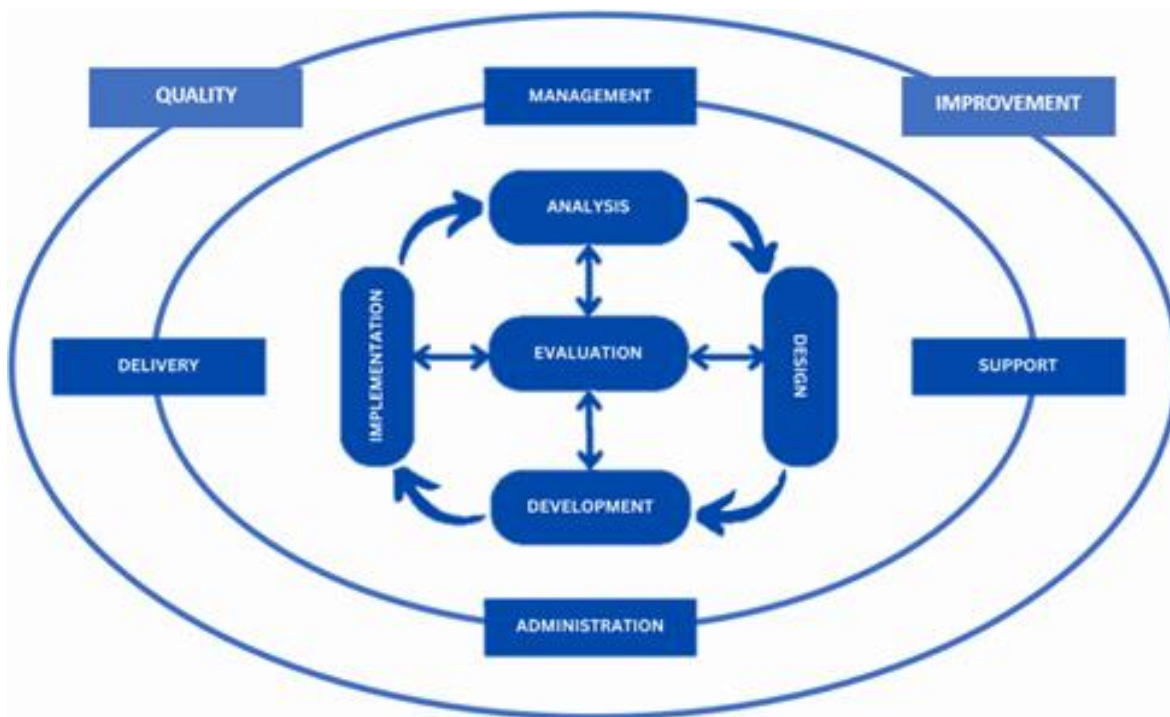 QUALITY
MANAGEMENT
IMPROVEMENT
ANALYSIS
IMPLEMENTATION
DELIVERY
EVALUATION
DESIGN
SUPPORT
DEVELOPMENT
ADMINISTRATION